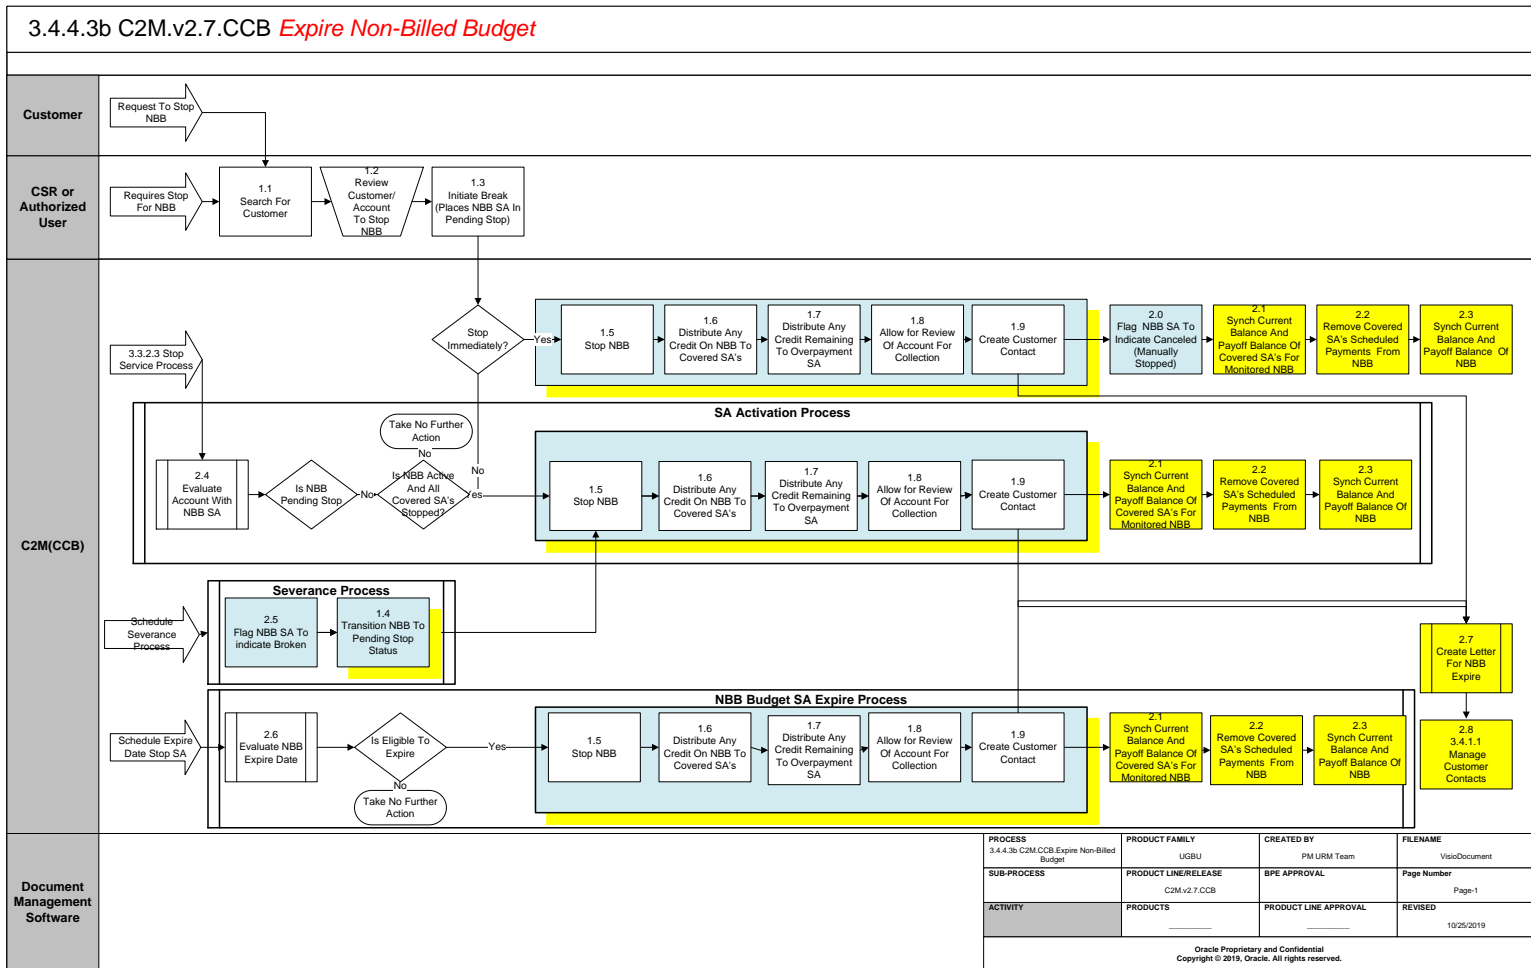 3.4.4.3b C2M.v2.7.CCB Expire Non-Billed Budget
Customer
Request To Stop
NBB
CSR or
Authorized
User
Requires Stop
For NBB
1.1
Search For
Customer
1.2
Review
Customer/
Account
To Stop
NBB
1.3
Initiate Break
(Places NBB SA In
Pending Stop)
C2M(CCB)
3.3.2.3 Stop
Service Process
Stop
Immediately?
Yes
No
1.5
Stop NBB
1.6
Distribute Any
Credit On NBB To
Covered SA's
1.7
Distribute Any
Credit Remaining
To Overpayment
SA
1.8
Allow for Review
Of Account For
Collection
1.9
Create Customer
Contact
2.0
Flag NBB SA To
Indicate Canceled
(Manually
Stopped)
2.1
Synch Current
Balance And
Payoff Balance Of
Covered SA's For
Monitored NBB
2.2
Remove Covered
SA's Scheduled
Payments From
NBB
2.3
Synch Current
Balance And
Payoff Balance Of
NBB
SA Activation Process
Take No Further
Action
No
2.4
Evaluate
Account With
NBB SA
Is NBB
Pending Stop
No
Is NBB Active
And All
Covered SA's
Stopped?
Yes
1.5
Stop NBB
1.6
Distribute Any
Credit On NBB To
Covered SA's
1.7
Distribute Any
Credit Remaining
To Overpayment
SA
1.8
Allow for Review
Of Account For
Collection
1.9
Create Customer
Contact
2.1
Synch Current
Balance And
Payoff Balance Of
Covered SA's For
Monitored NBB
2.2
Remove Covered
SA's Scheduled
Payments From
NBB
2.3
Synch Current
Balance And
Payoff Balance Of
NBB
Schedule
Severance
Process
Severance Process
2.5
Flag NBB SA To
indicate Broken
1.4
Transition NBB To
Pending Stop
Status
2.7
Create Letter
For NBB
Expire
2.8
3.4.1.1
Manage
Customer
Contacts
NBB Budget SA Expire Process
Schedule Expire
Date Stop SA
2.6
Evaluate NBB
Expire Date
Is Eligible To
Expire
Yes
No
Take No Further
Action
1.5
Stop NBB
1.6
Distribute Any
Credit On NBB To
Covered SA's
1.7
Distribute Any
Credit Remaining
To Overpayment
SA
1.8
Allow for Review
Of Account For
Collection
1.9
Create Customer
Contact
2.1
Synch Current
Balance And
Payoff Balance Of
Covered SA's For
Monitored NBB
2.2
Remove Covered
SA's Scheduled
Payments From
NBB
2.3
Synch Current
Balance And
Payoff Balance Of
NBB
Document
Management
Software
PROCESS
3.4.4.3b C2M.CCB.Expire Non-Billed
Budget
PRODUCT FAMILY
UGBU
CREATED BY
PM URM Team
FILENAME
VisioDocument
SUB-PROCESS
PRODUCT LINE/RELEASE
C2M.v2.7.CCB
BPE APPROVAL
Page Number
Page-1
ACTIVITY
PRODUCTS
PRODUCT LINE APPROVAL
REVISED
10/25/2019
Oracle Proprietary and Confidential
Copyright © 2019, Oracle. All rights reserved.